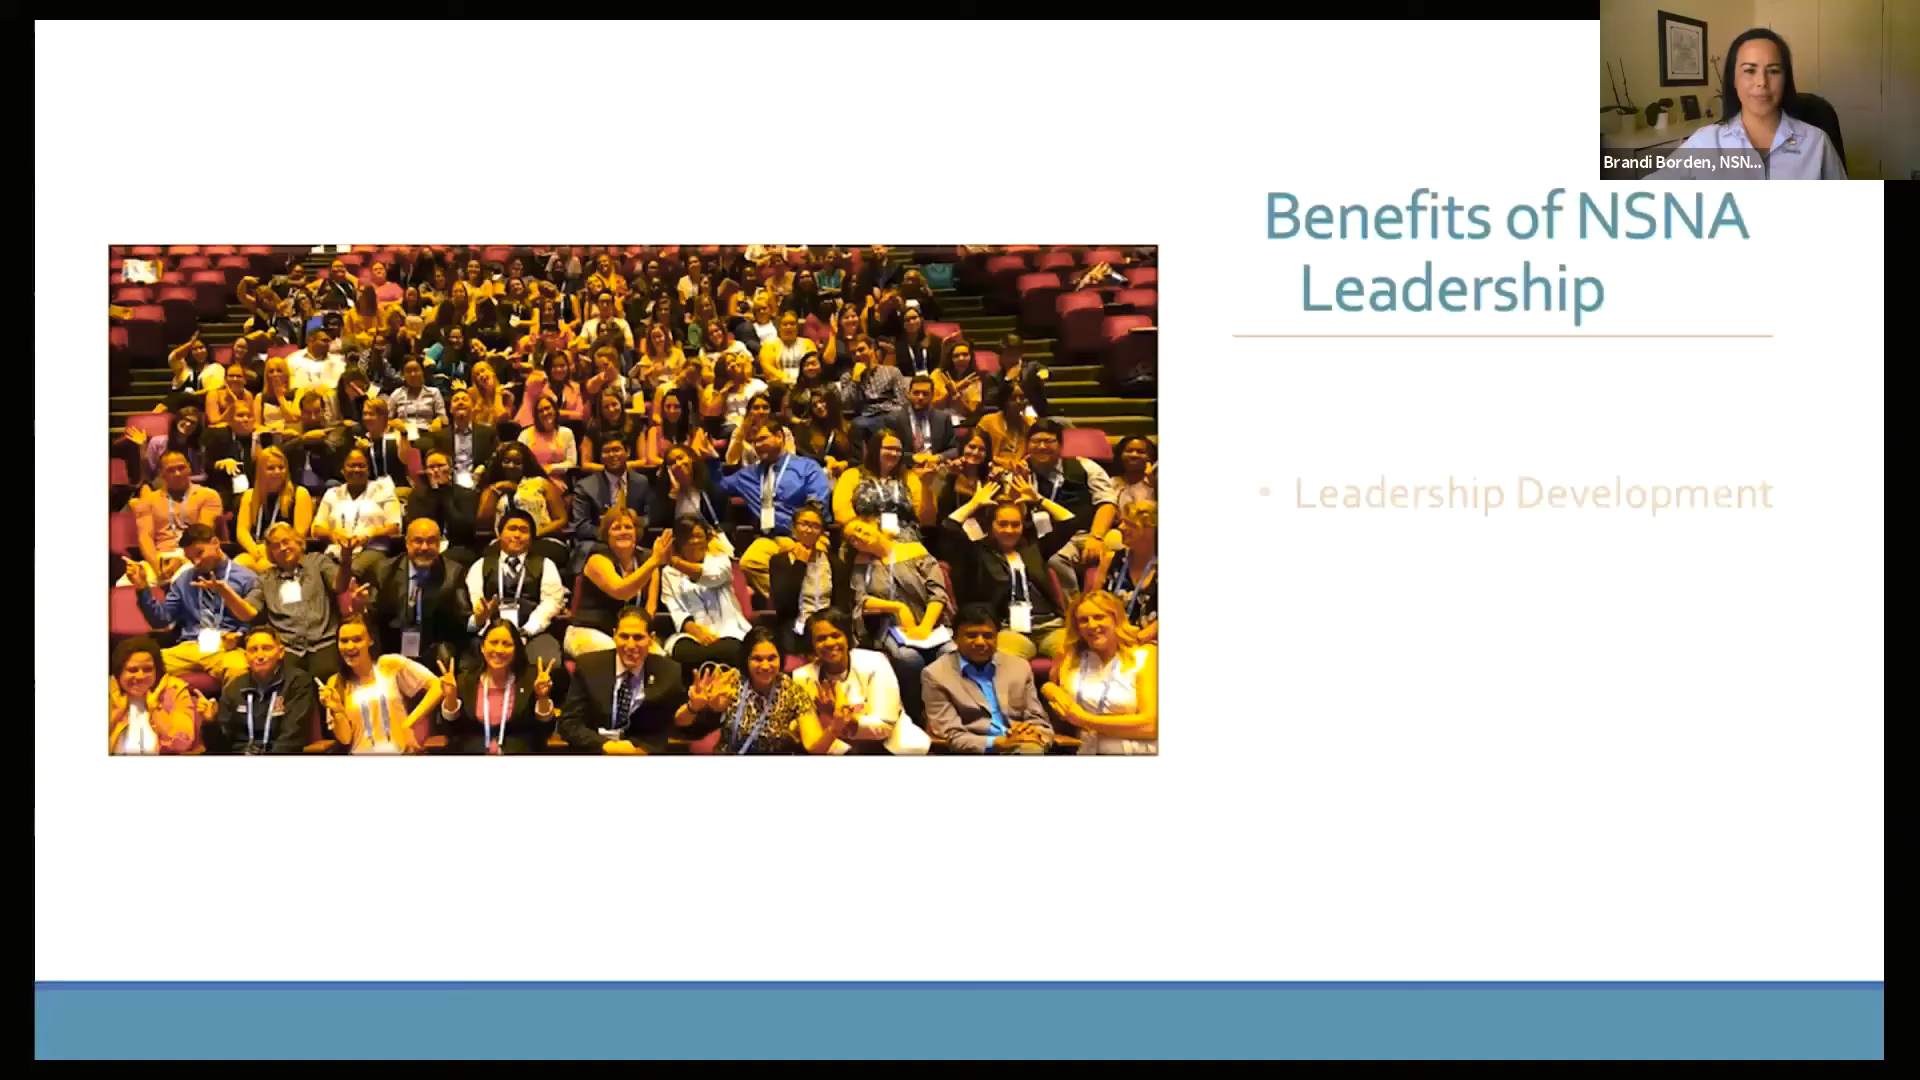 Brandi Borden, NSN...
Benefits of NSNA
Leadership
• Leadership Development